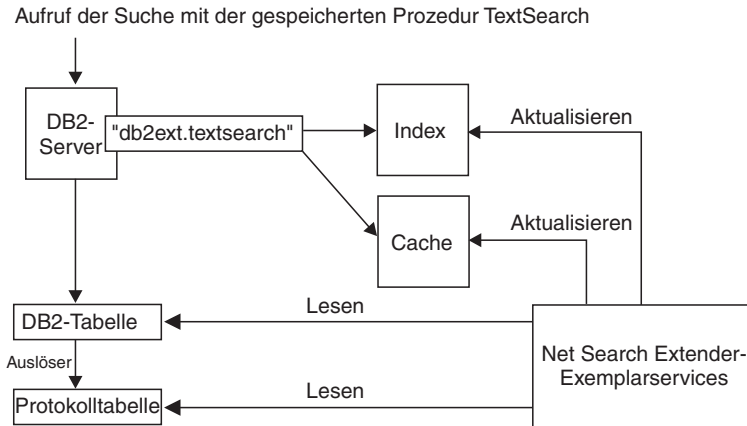 Aufruf der Suche mit der gespeicherten Prozedur TextSearch
DB2-
Server
"db2ext.textsearch"
Index
Aktualisieren
Cache
Aktualisieren
DB2-Tabelle
Lesen
Auslöser
Net Search Extender-
Exemplarservices
Protokolltabelle
Lesen